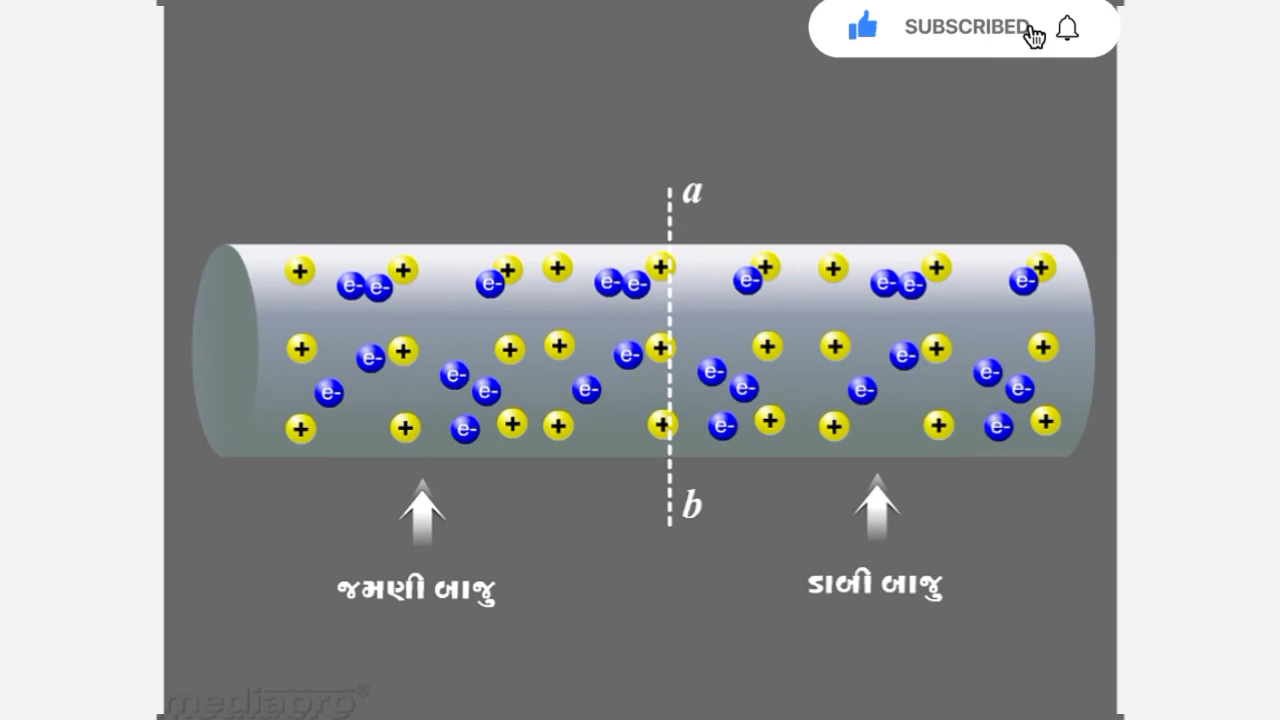 SUBSCRIBED
a
+ + + + + + + + +
e- e- e- e- e- e- e- e- e-
+ + + + + + + + +
e- e- e- e- e- e-
e- e- e- e- e- e-
+ + + + + + + + +
e- e- e-
b
જમણી બાજુ ડાબી બાજુ
mediapro®